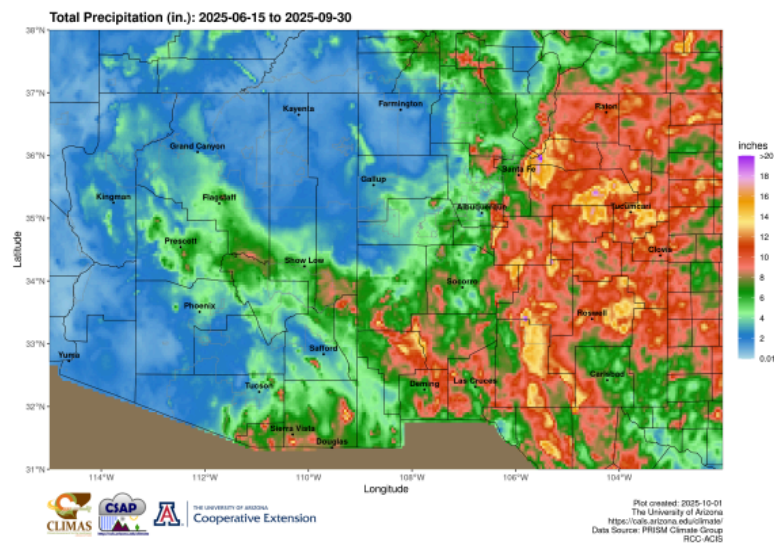 Total Precipitation (in.): 2025-06-15 to 2025-09-30
38°N
37°N
36°N
35°N
34°N
33°N
32°N
31°N
Latitude
Kayenta
Farmington
Raton
Grand Canyon
Santa Fe
Gallup
Kingman
Flagstaff
Albuquerque
Tucumcari
Prescott
Show Low
Clovis
Socorro
Phoenix
Roswell
Safford
Yuma
Tucson
Deming
Las Cruces
Carlsbad
Sierra Vista
Douglas
114°W
112°W
110°W
108°W
106°W
104°W
Longitude
inches
>20
18
16
14
12
10
8
6
4
2
0.01
CLIMAS
CSAP
A
THE UNIVERSITY OF ARIZONA
Cooperative Extension
Plot created: 2025-10-01
The University of Arizona
https://cals.arizona.edu/climate/
Data Source: PRISM Climate Group
RCC-ACIS